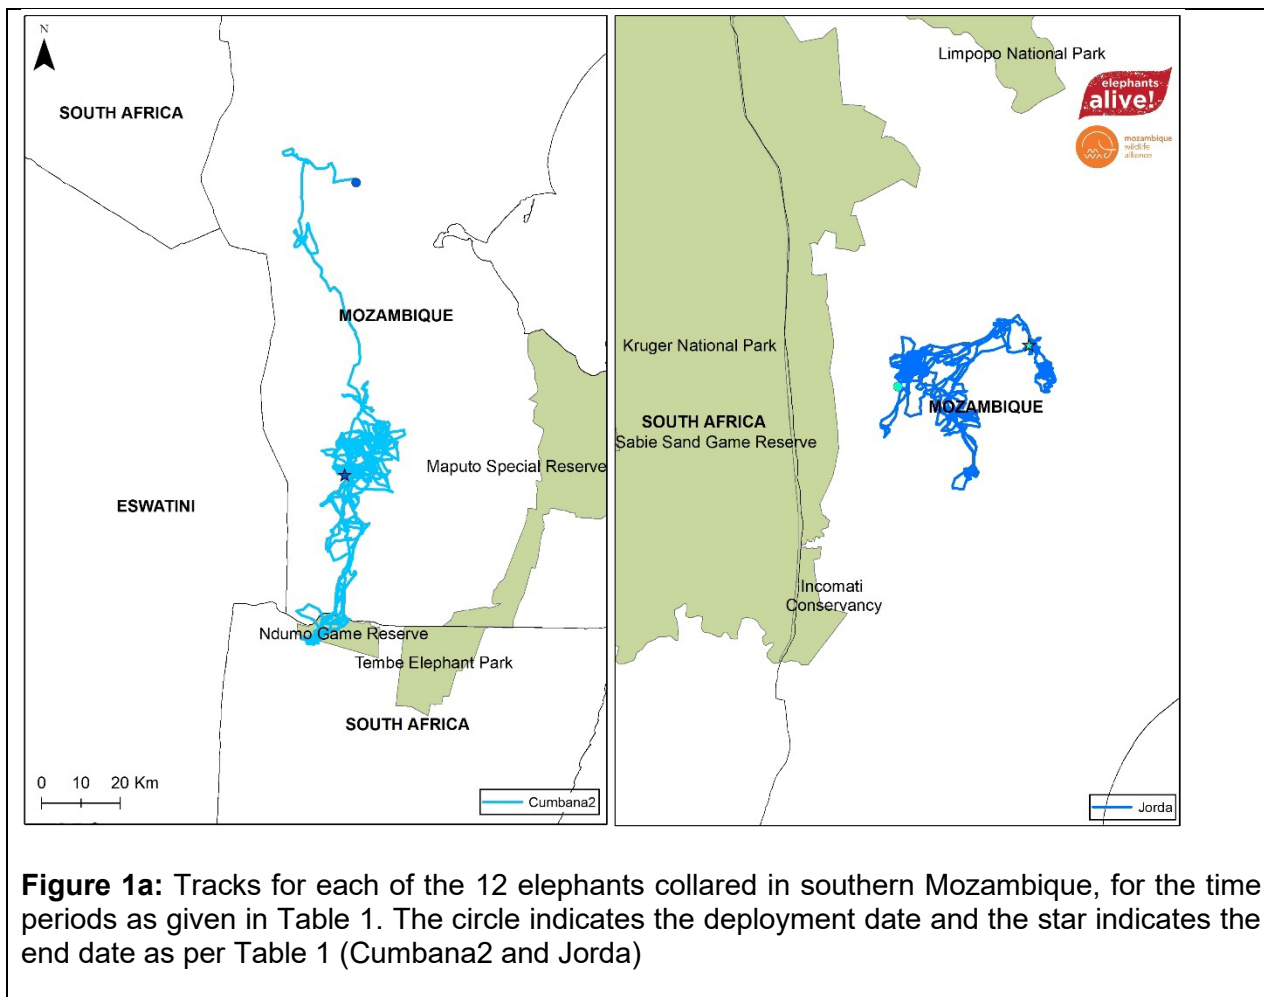 N
SOUTH AFRICA
MOZAMBIQUE
Maputo Special Reserve
ESWATINI
Ndumo Game Reserve
Tembe Elephant Park
SOUTH AFRICA
0 10 20 Km
Cumbana2
Limpopo National Park
elephants
alive!
mozambique
wildlife
alliance
Kruger National Park
MOZAMBIQUE
SOUTH AFRICA
Sabie Sand Game Reserve
Incomati
Conservancy
Jorda
Figure 1a: Tracks for each of the 12 elephants collared in southern Mozambique, for the time
periods as given in Table 1. The circle indicates the deployment date and the star indicates the
end date as per Table 1 (Cumbana2 and Jorda)